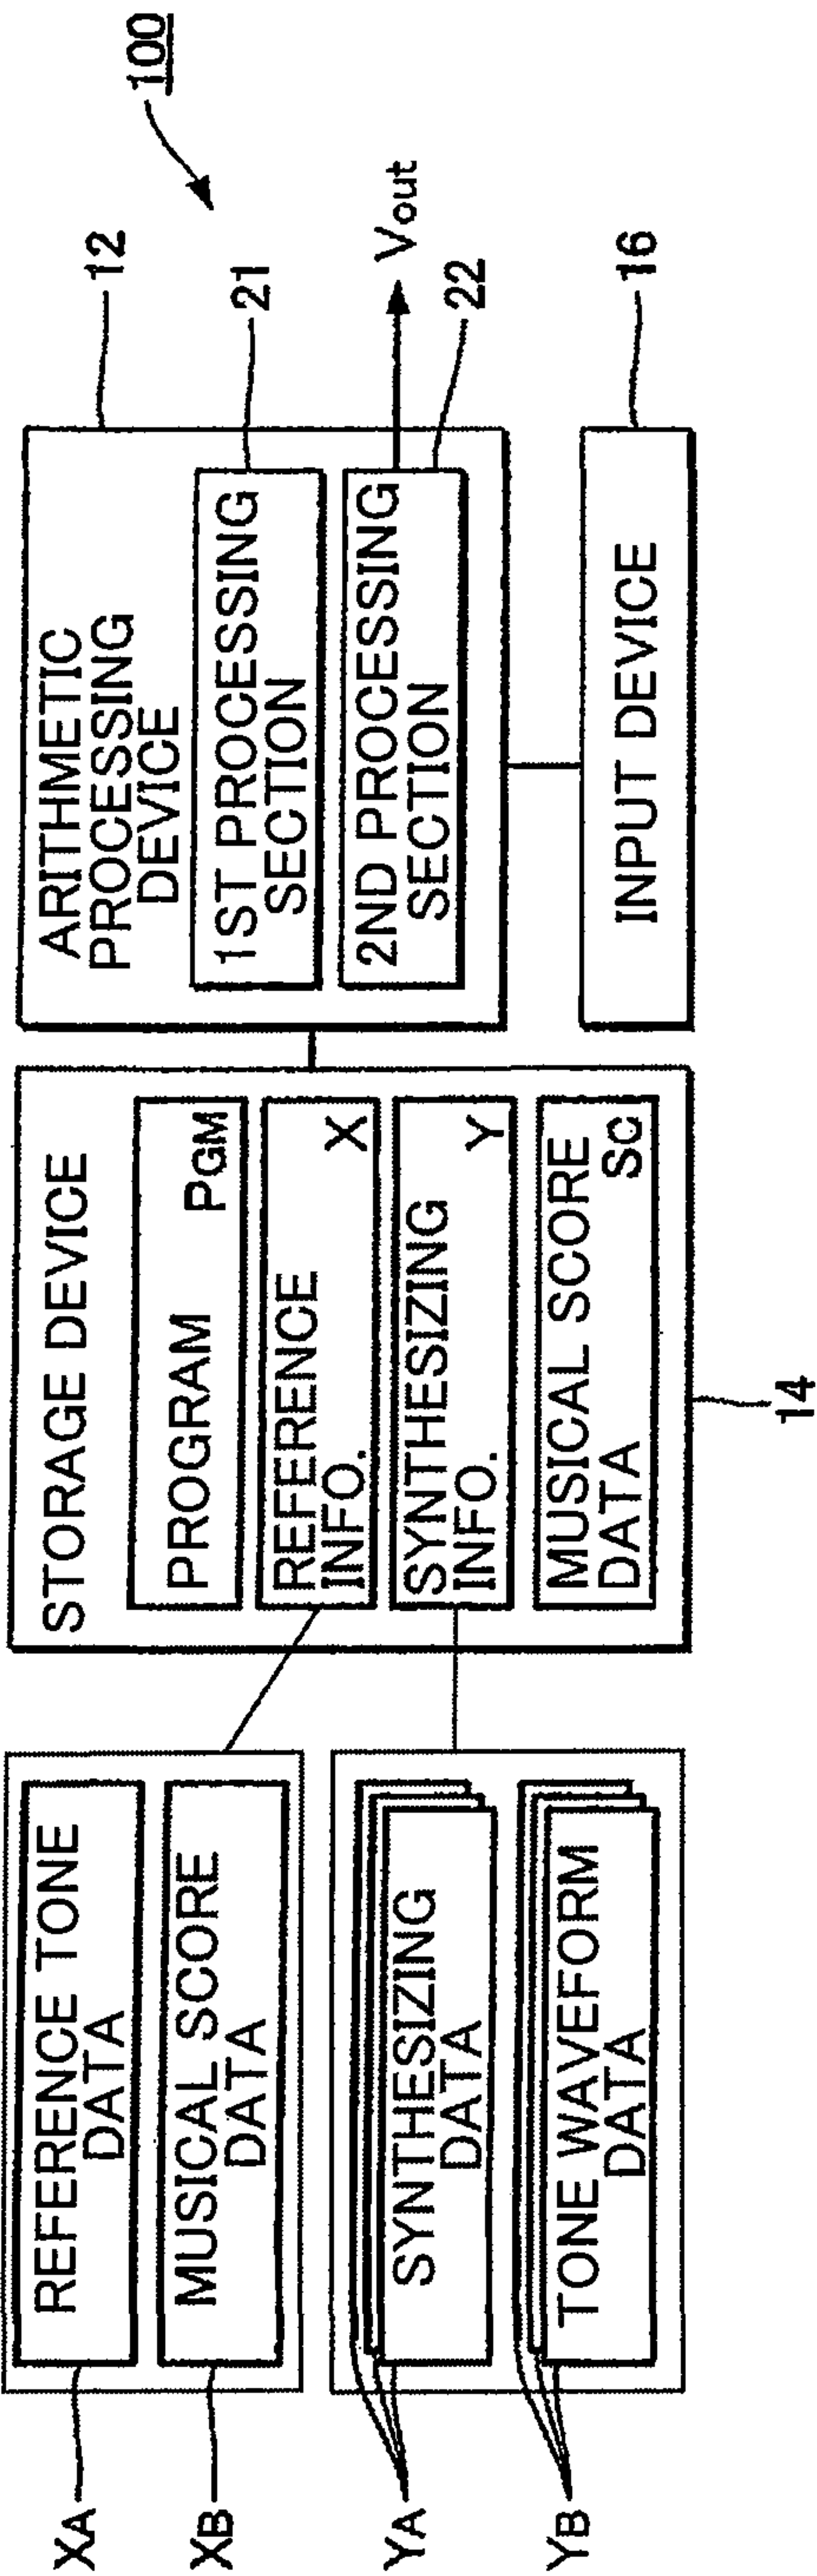 100
12
ARITHMETIC
PROCESSING
DEVICE
21
1ST PROCESSING
SECTION
Vout
22
2ND PROCESSING
SECTION
16
INPUT DEVICE
STORAGE DEVICE
PROGRAM PGM
REFERENCE
INFO. X
SYNTHESIZING
INFO. Y
MUSICAL SCORE
DATA SC
14
REFERENCE TONE
DATA
MUSICAL SCORE
DATA
SYNTHESIZING
DATA
TONE WAVEFORM
DATA
XA
XB
YA
YB